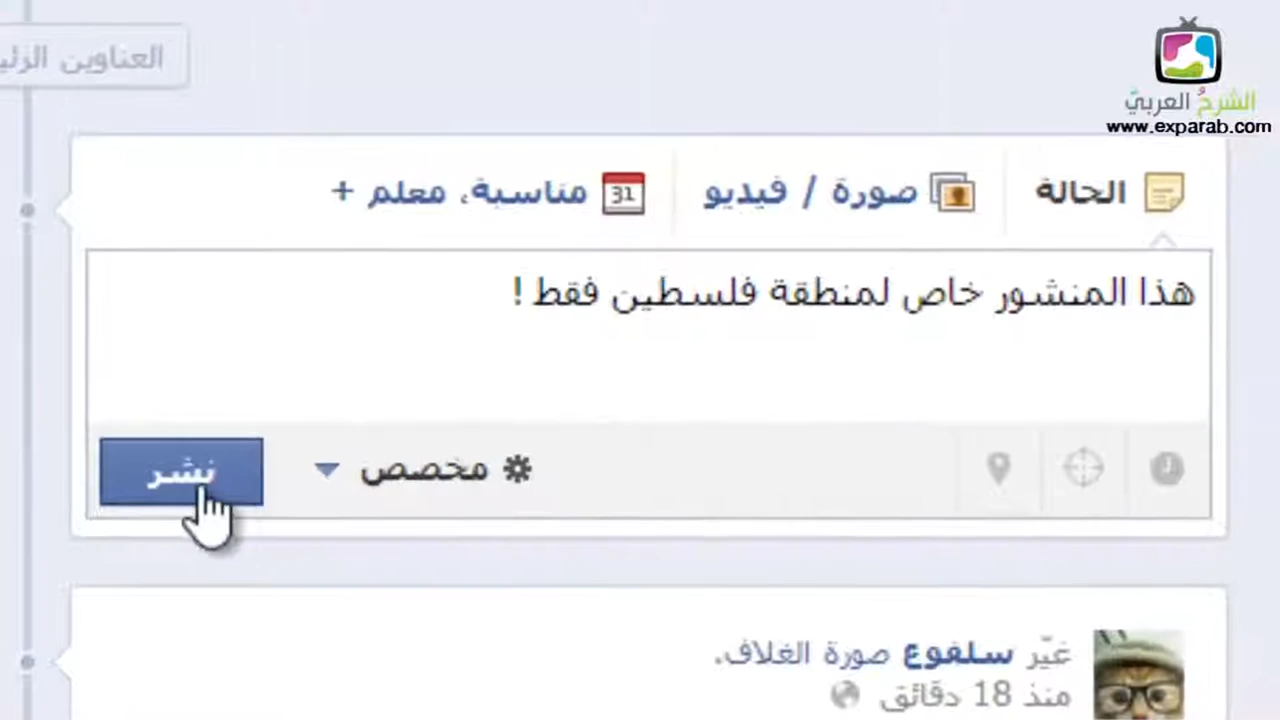 العناوين
الشرح العربي
www.exparab.com
الحالة
صورة / فيديو
مناسبة، معلم +
31
هذا المنشور خاص لمنطقة فلسطين فقط !
مخصص
نشر
غيّر سلفوع صورة الغلاف.
منذ 18 دقائق